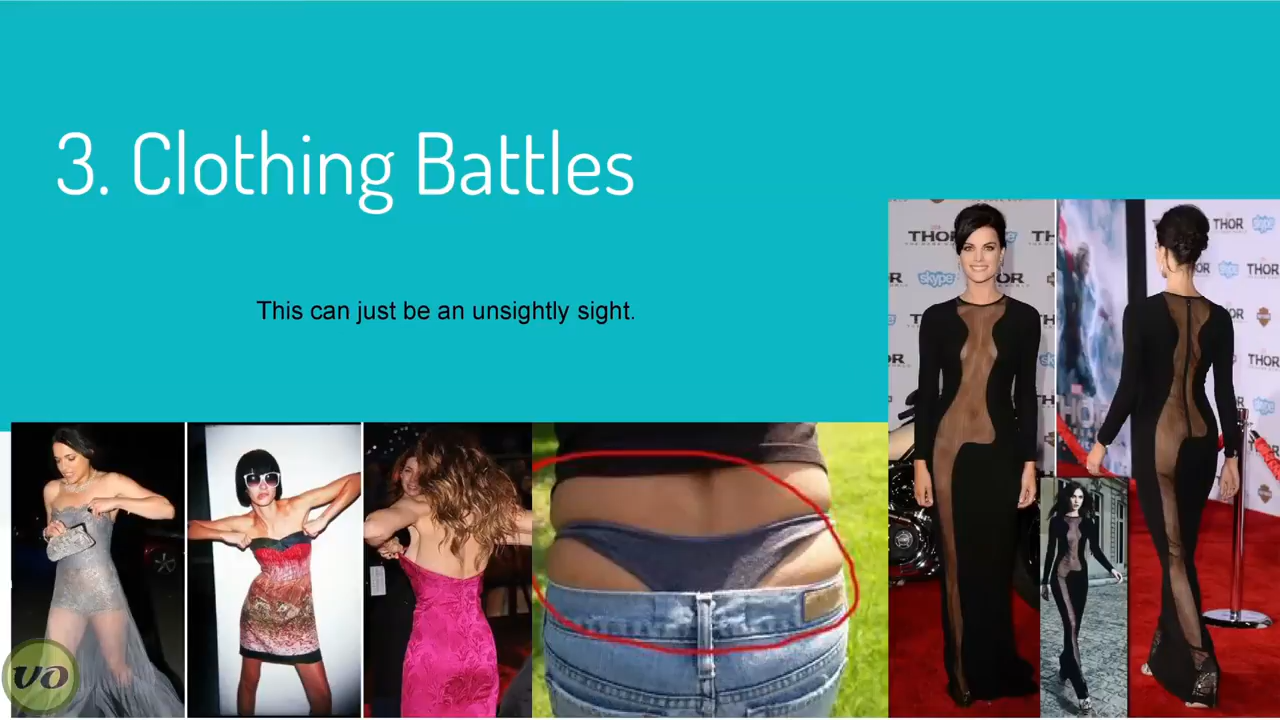 3. Clothing Battles
This can just be an unsightly sight.
THOR
skype
THOR
THOR
skype
THOR
THOR
VO